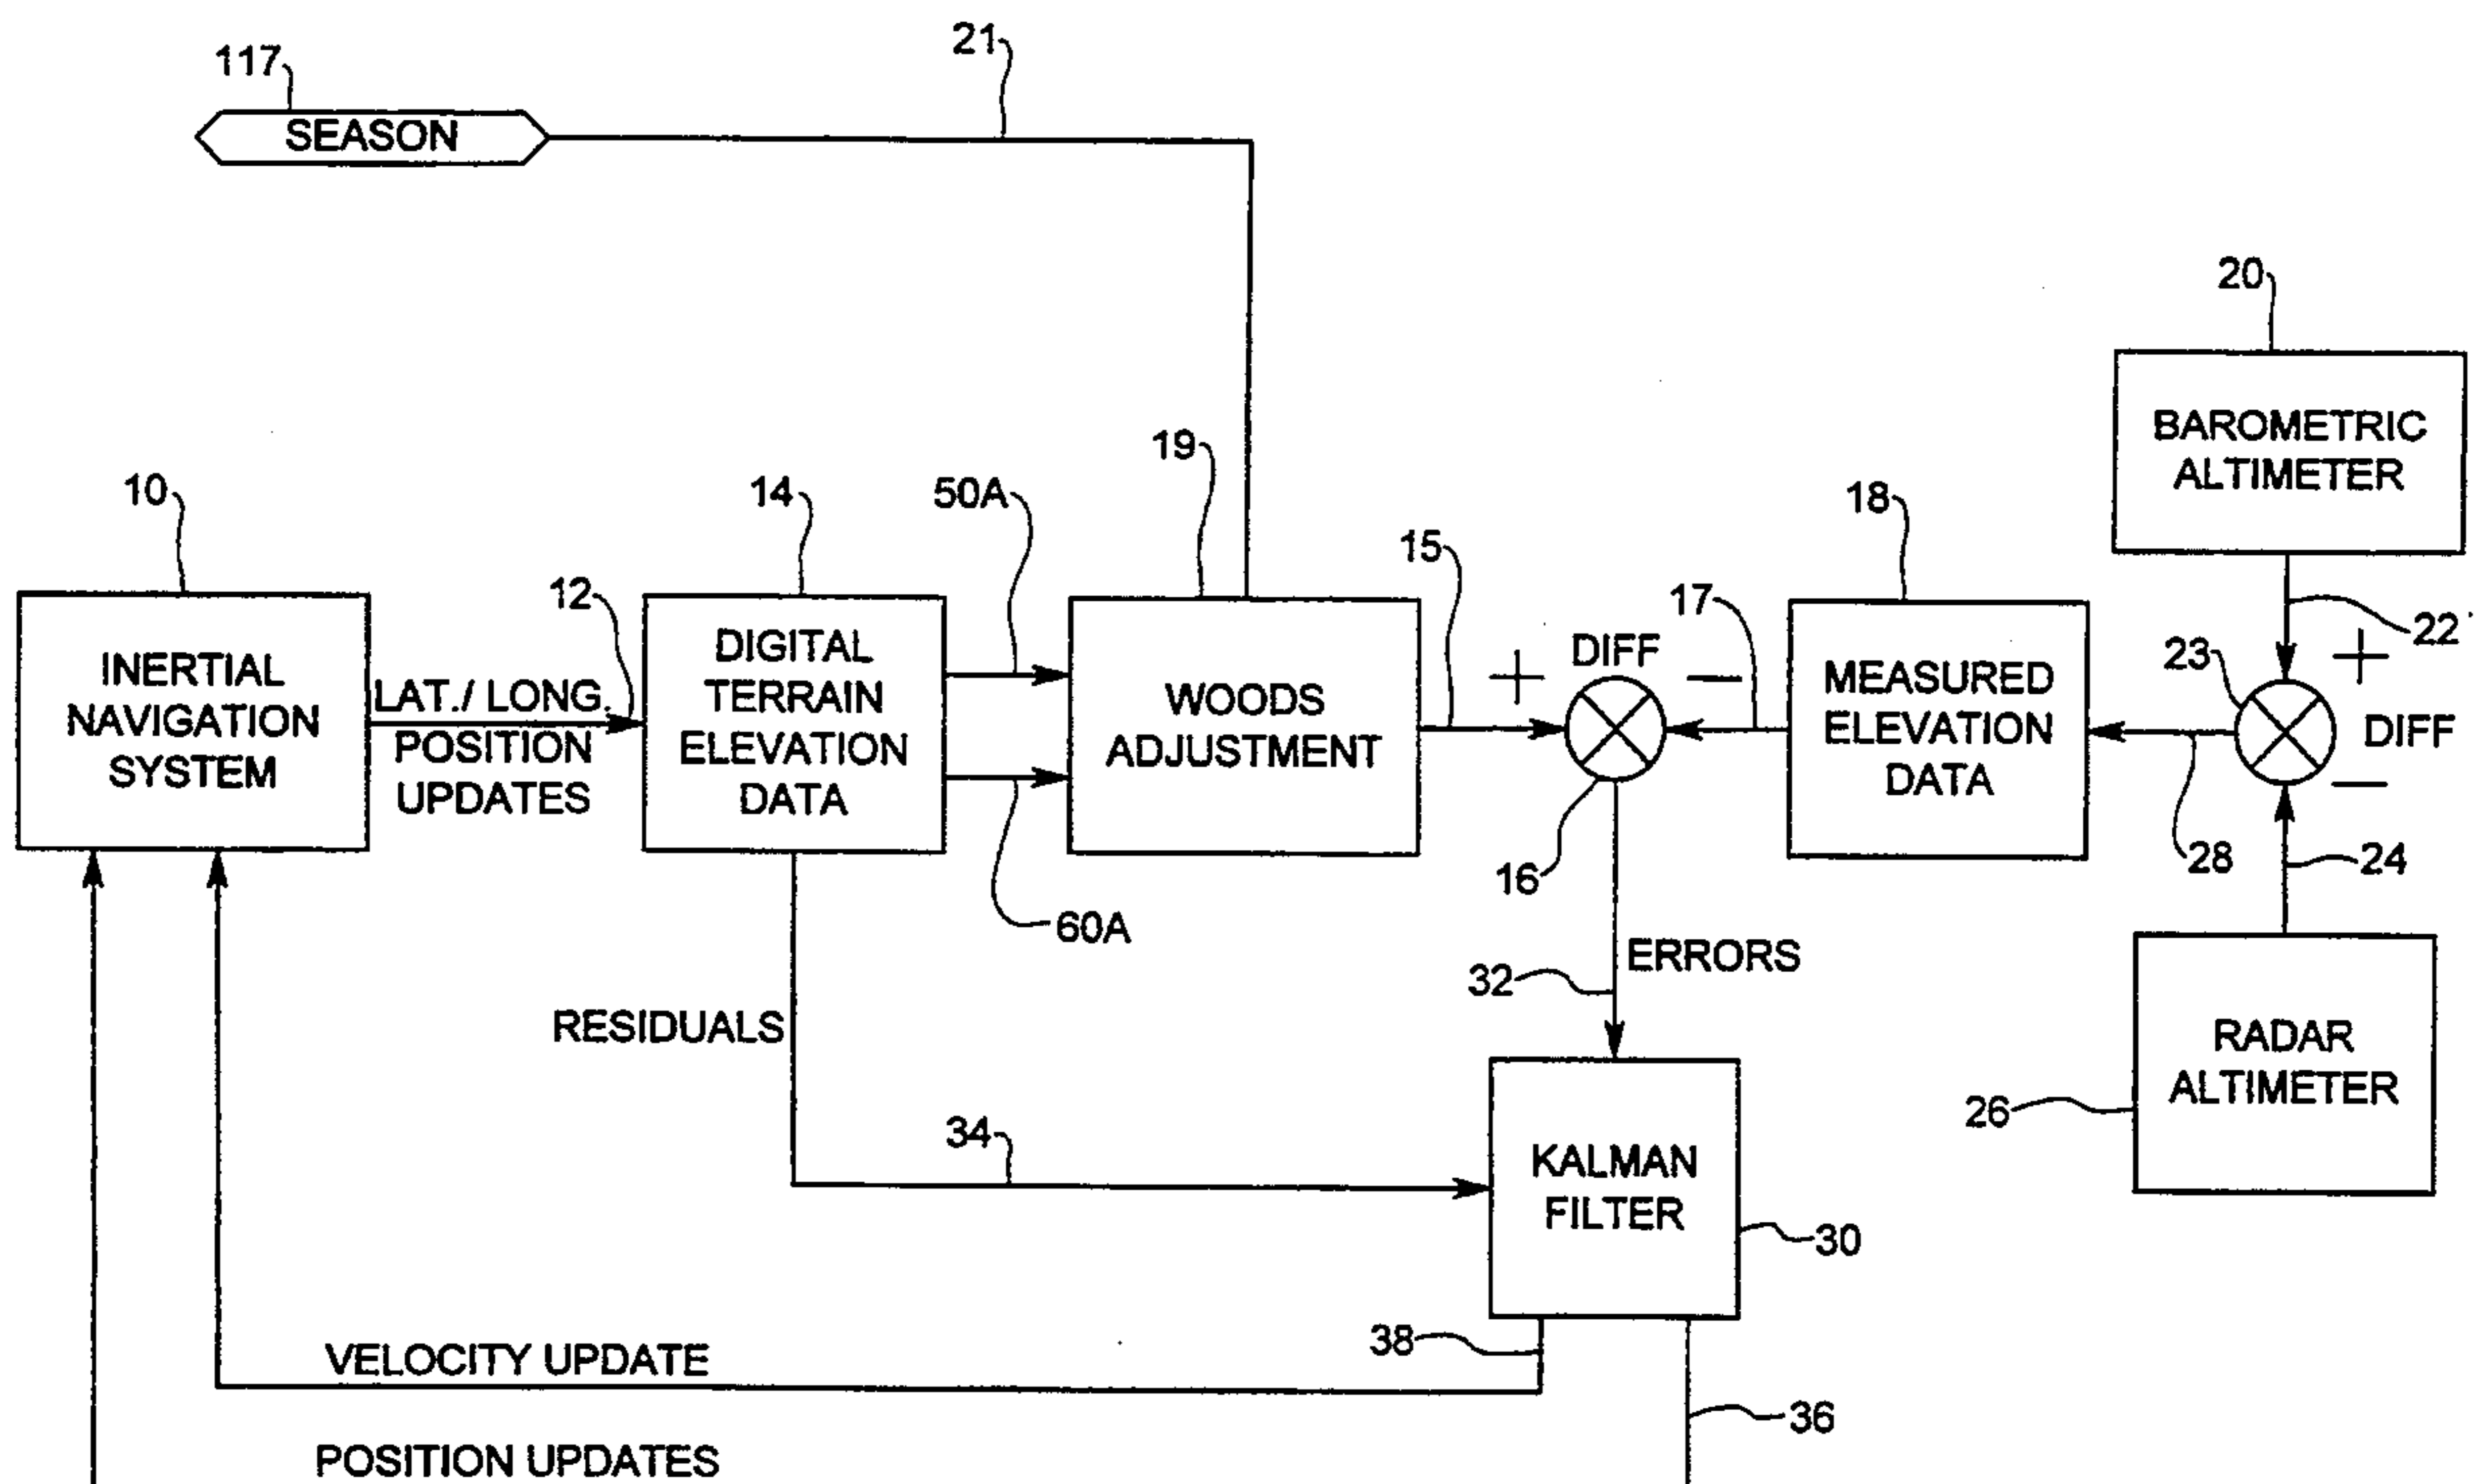 117
SEASON
21
20
BAROMETRIC
ALTIMETER
10
INERTIAL
NAVIGATION
SYSTEM
12
LAT./ LONG.
POSITION
UPDATES
14
DIGITAL
TERRAIN
ELEVATION
DATA
50A
60A
19
WOODS
ADJUSTMENT
15
+
DIFF
−
16
17
18
MEASURED
ELEVATION
DATA
22
23
+
DIFF
−
28
24
RADAR
ALTIMETER
26
ERRORS
32
RESIDUALS
34
KALMAN
FILTER
30
38
VELOCITY UPDATE
36
POSITION UPDATES